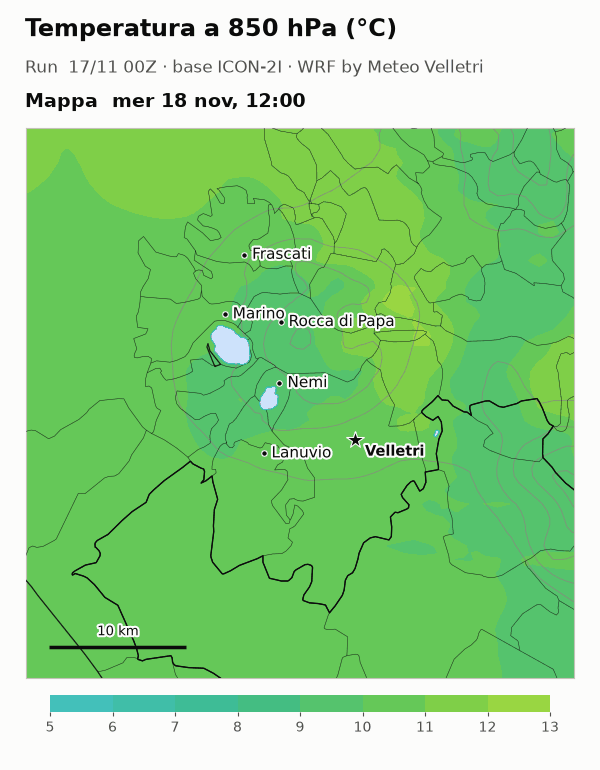 Temperatura a 850 hPa (°C)
Run  17/11 00Z · base ICON-2I · WRF by Meteo Velletri
Mappa  mer 18 nov, 12:00
Frascati
Marino
Rocca di Papa
Nemi
Velletri
Lanuvio
10 km
5 6 7 8 9 10 11 12 13